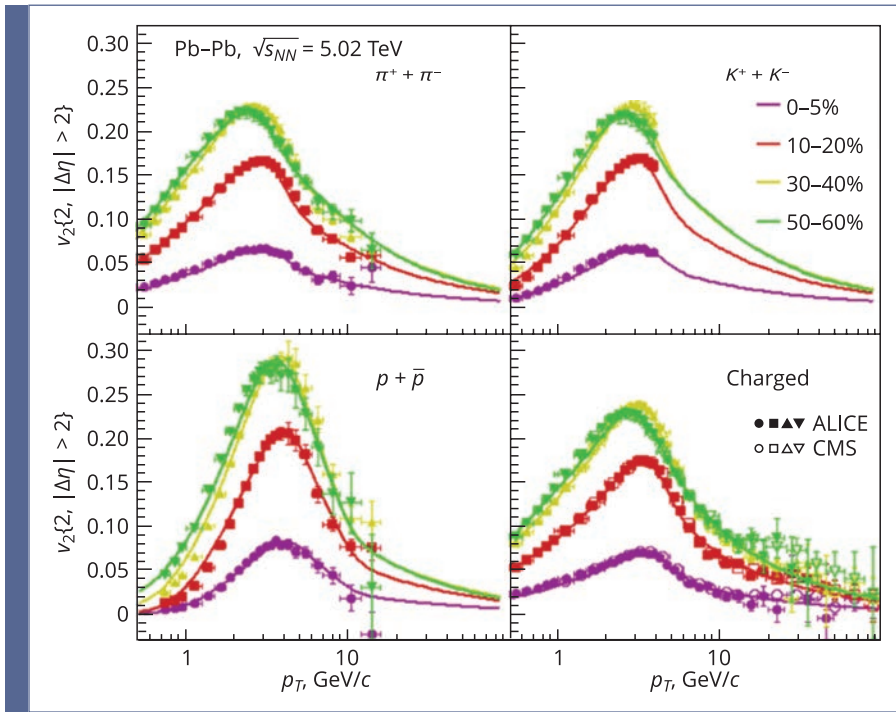 v₂{2, |Δη| > 2}
0.30
0.25
0.20
0.15
0.10
0.05
0
Pb–Pb, √sNN = 5.02 TeV
π⁺ + π⁻
1
10
K⁺ + K⁻
0–5%
10–20%
30–40%
50–60%
v₂{2, |Δη| > 2}
0.30
0.25
0.20
0.15
0.10
0.05
0
p + p̅
1
10
pT, GeV/c
Charged
ALICE
CMS
1
10
pT, GeV/c